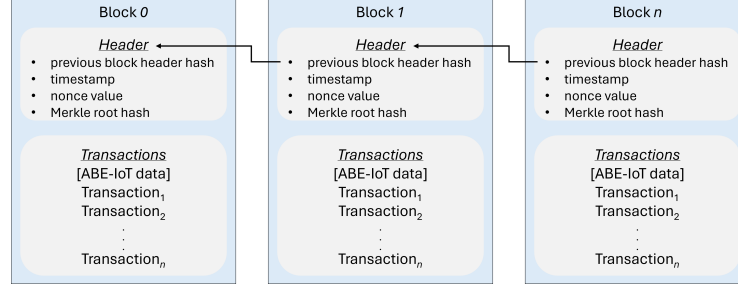 Block 0
Header
• previous block header hash
• timestamp
• nonce value
• Merkle root hash
Transactions
[ABE-IoT data]
Transaction₁
Transaction₂
.
.
.
Transactionₙ
Block 1
Header
• previous block header hash
• timestamp
• nonce value
• Merkle root hash
Transactions
[ABE-IoT data]
Transaction₁
Transaction₂
.
.
.
Transactionₙ
Block n
Header
• previous block header hash
• timestamp
• nonce value
• Merkle root hash
Transactions
[ABE-IoT data]
Transaction₁
Transaction₂
.
.
.
Transactionₙ